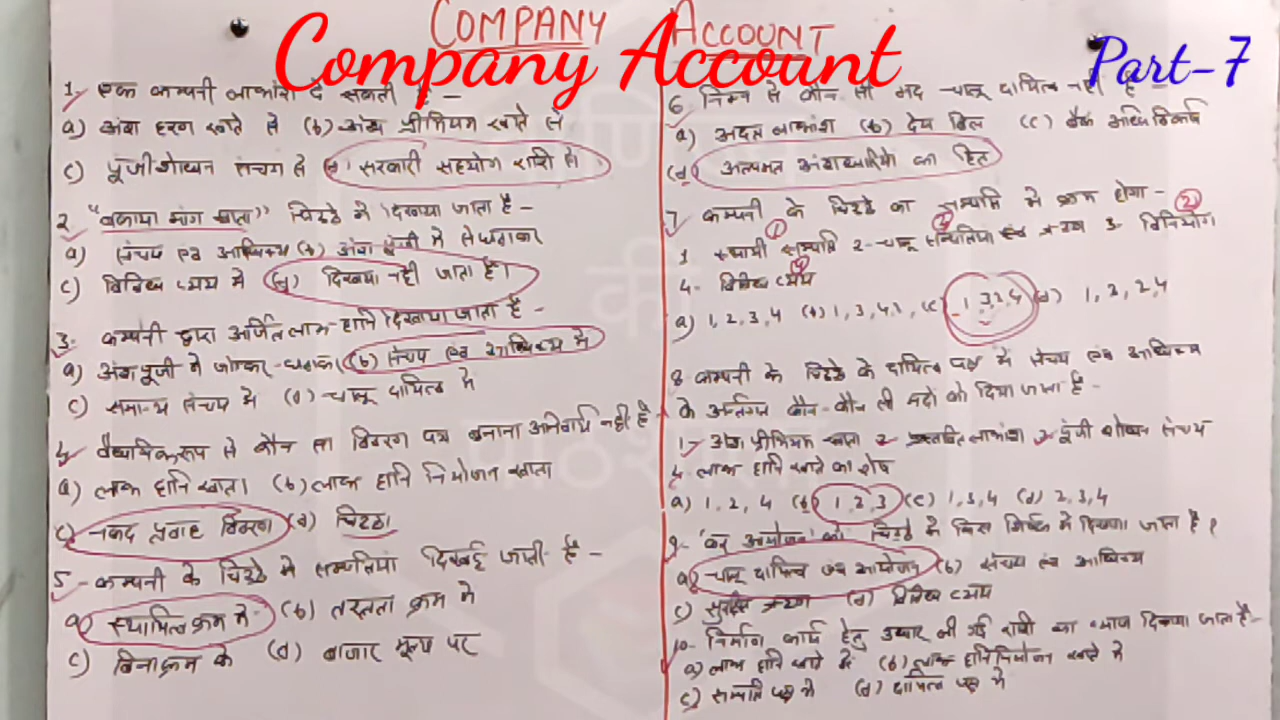 COMPANY ACCOUNT
Company Account
Part-7
1. एक कम्पनी लाभांश दे सकती है -
a) अंश हरण खाते से (b) अंश प्रीमियम खाते से
c) पूंजी शोधन संचय से (d) सरकारी सहयोग राशी से
2 "बकाया मांग खाता" चिट्ठे में दिखाया जाता है -
a) संचय एवं आधिक्य (b) अंश पूंजी में से घटाकर
c) विविध व्यय में (d) दिखाया नही जाता है।
3. कम्पनी द्वारा अर्जित लाभ-हानि दिखाया जाता है -
a) अंश पूंजी में जोड़कर-घटाकर (b) संचय एवं आधिक्य में
c) सामान्य संचय में (d) चालू दायित्व में
4. वैधानिक रूप से कौन सा विवरण पत्र बनाना अनिवार्य नही है
a) लाभ हानि खाता (b) लाभ हानि नियोजन खाता
c) नकद प्रवाह विवरण (d) चिट्ठा
5. कम्पनी के चिट्ठे में सम्पतियां दिखाई जाती है -
a) स्थायित्व क्रम में (b) तरलता क्रम में
c) बिना क्रम के (d) बाजार मूल्य पर
6 निम्न से कौन सी मद चालू दायित्व नही है -
a) अदत्त लाभांश (b) देय बिल (c) बैंक अधिविकर्ष
(d) अल्पमत अंशधारियो का हित
7 कम्पनी के चिट्ठे का सम्पति में क्रम होगा -
1 स्थायी सम्पति 2 - चालू सम्पतिया एवं ऋण 3 विनियोग
4. विविध व्यय
a) 1, 2, 3, 4 (b) 1, 3, 4, (c) 1 3, 2, 4 (d) 1, 3, 2, 4
8 कम्पनी के चिट्ठे के दायित्व पक्ष में संचय एवं आधिक्य
के अर्न्तगत कौन-कौन सी मदों को दिया जाता है -
1- अंश प्रीमियम खाता 2 प्रस्तावित लाभांश 3 पूंजी शोधन संचय
4. लाभ हानि खाते का शेष
a) 1, 2, 4 (b) 1 2, 3 (c) 1, 3, 4 (d) 2, 3, 4
9- "कर आयोजन" को चिट्ठे में किस शीर्षक में दिखाया जाता है?
a) चालू दायित्व एवं आयोजन (b) संचय एवं आधिक्य
c) सुरक्षित ऋण (d) विविध व्यय
10- निर्माण कार्य हेतु उधार ली गई राशी का ब्याज दिखाया जाता है -
a) लाभ हानि खाते में (b) लाभ हानि नियोजन खाते में
c) सम्पति पक्ष में (d) दायित्व पक्ष में